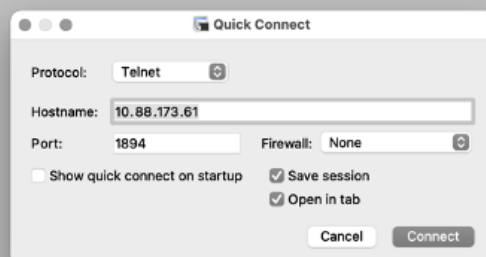 Quick Connect
Protocol: Telnet
Hostname: 10.88.173.61
Port: 1894 Firewall: None
Show quick connect on startup Save session
Open in tab
Cancel Connect